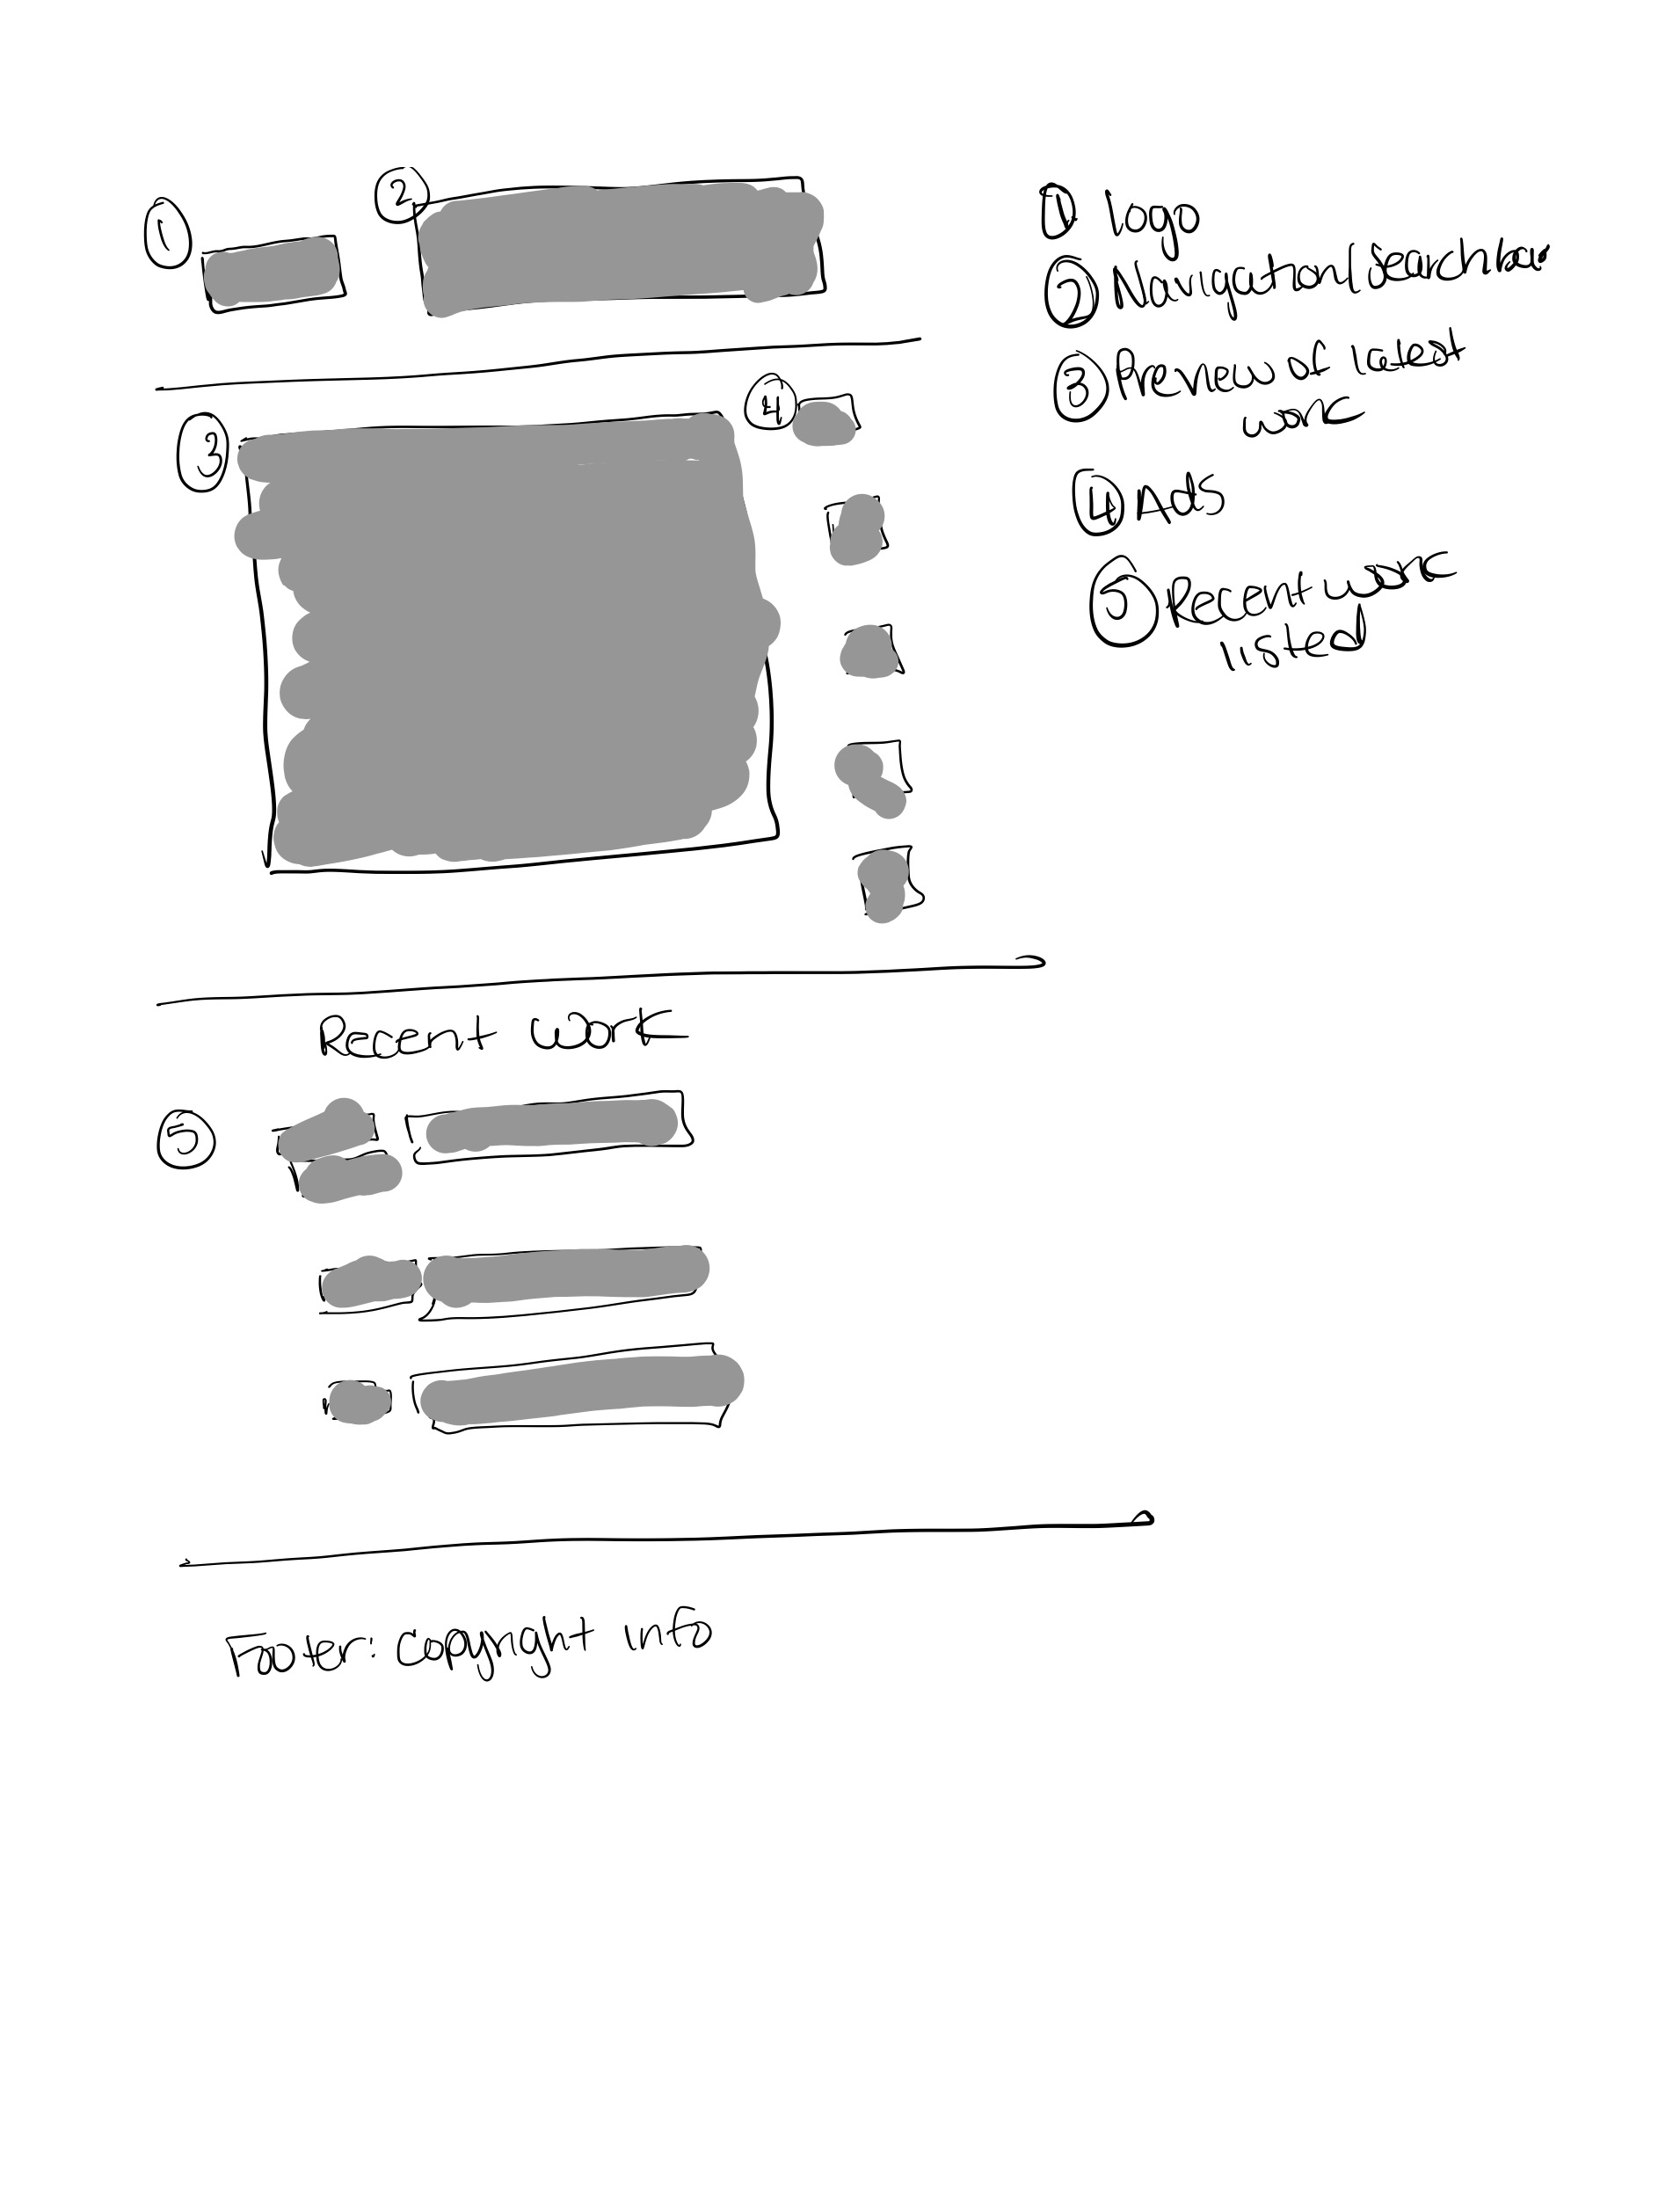 1
2
3
4
Recent work
5
Footer: copyright info
1 logo
2 Navigation/Search bar
3 Preview of latest
work
4 Ads
5 Recent work
listed